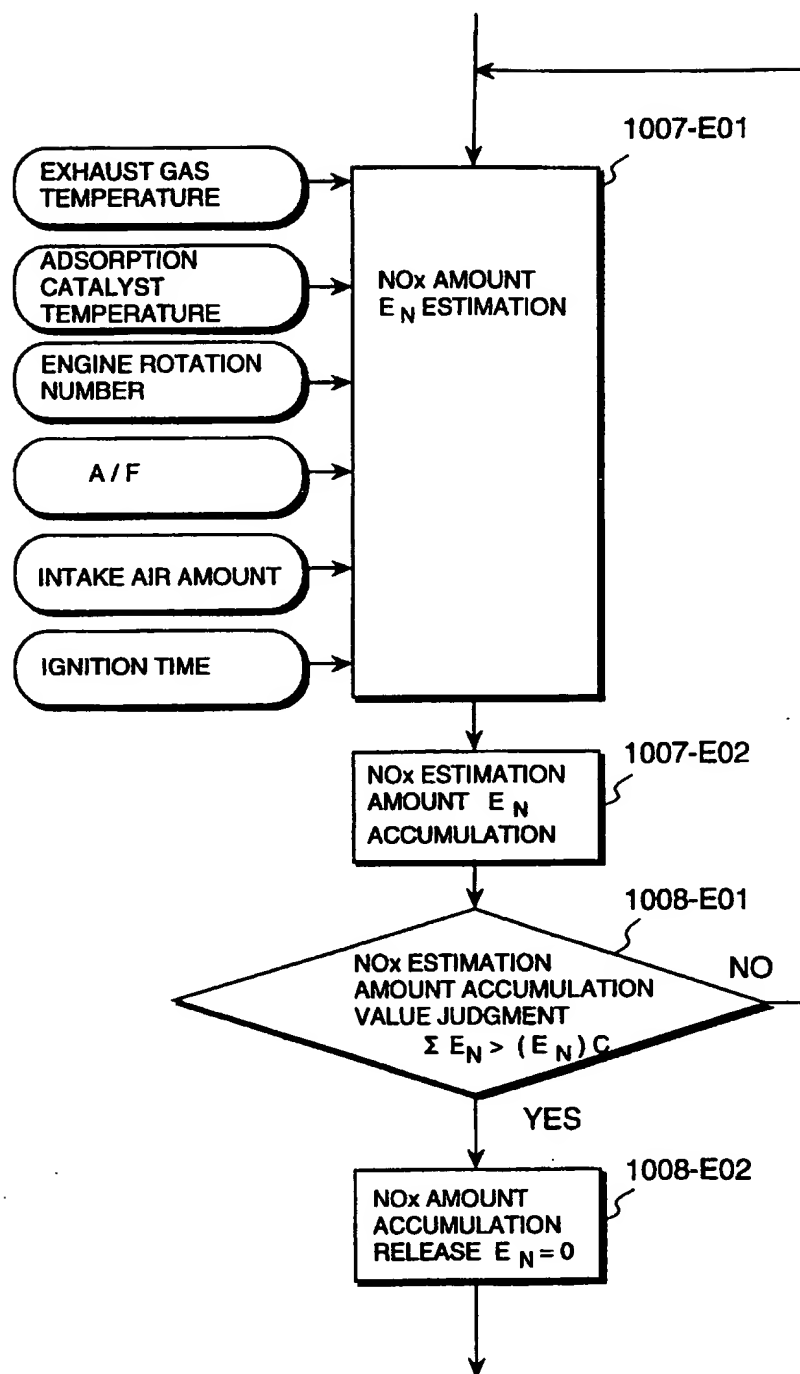 1007-E01
EXHAUST GAS
TEMPERATURE
ADSORPTION
CATALYST
TEMPERATURE
ENGINE ROTATION
NUMBER
A / F
INTAKE AIR AMOUNT
IGNITION TIME
NOx AMOUNT
E N ESTIMATION
1007-E02
NOx ESTIMATION
AMOUNT E N
ACCUMULATION
1008-E01
NOx ESTIMATION
AMOUNT ACCUMULATION
VALUE JUDGMENT
Σ E N > ( E N ) C
NO
YES
1008-E02
NOx AMOUNT
ACCUMULATION
RELEASE E N = 0